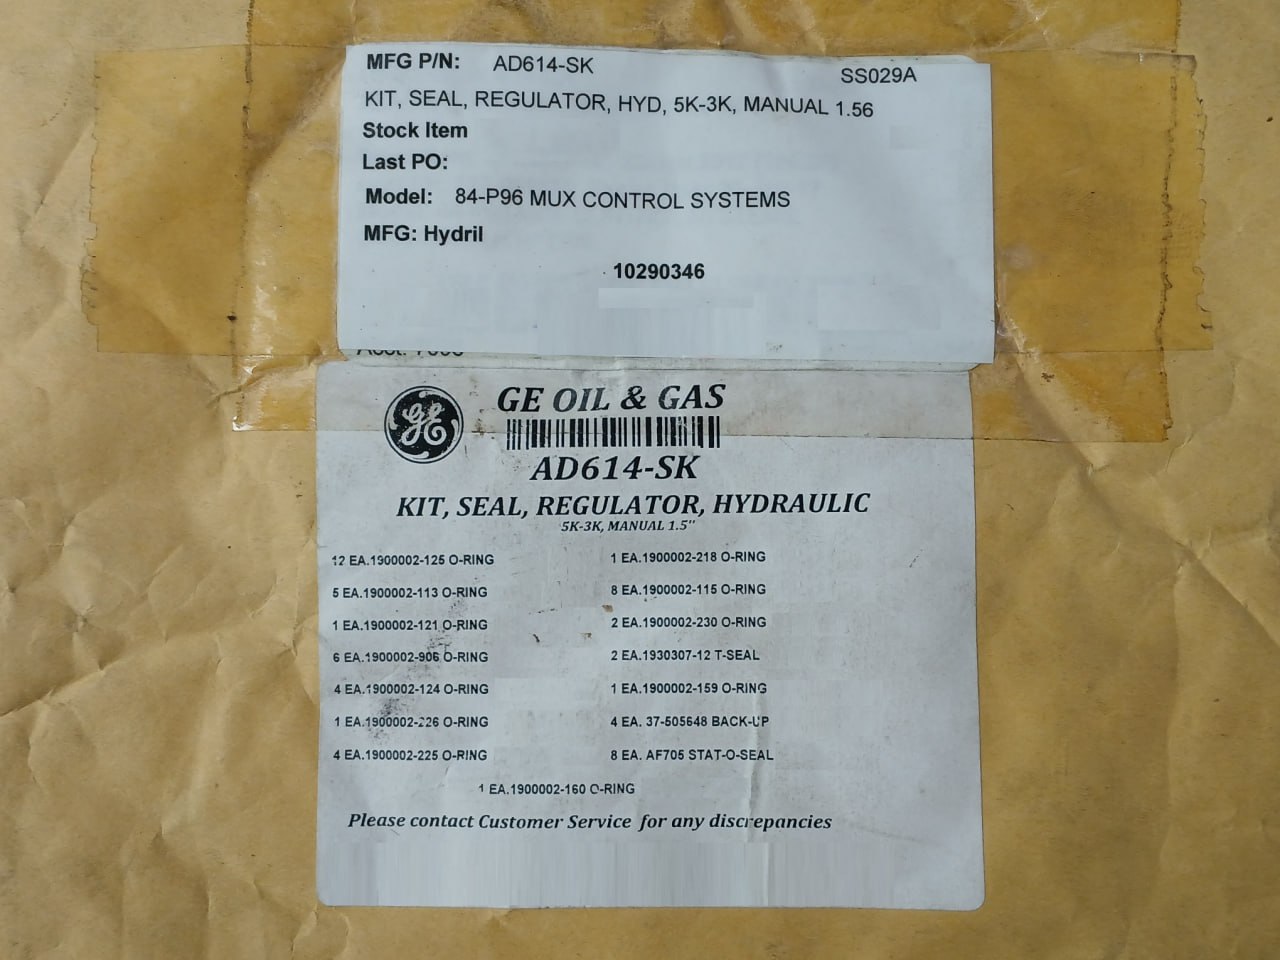 MFG P/N: AD614-SK SS029A
KIT, SEAL, REGULATOR, HYD, 5K-3K, MANUAL 1.56
Stock Item
Last PO:
Model: 84-P96 MUX CONTROL SYSTEMS
MFG: Hydril
10290346
GE GE OIL & GAS
AD614-SK
KIT, SEAL, REGULATOR, HYDRAULIC
5K-3K, MANUAL 1.5"
12 EA.1900002-125 O-RING 1 EA.1900002-218 O-RING
5 EA.1900002-113 O-RING 8 EA.1900002-115 O-RING
1 EA.1900002-121 O-RING 2 EA.1900002-230 O-RING
6 EA.1900002-906 O-RING 2 EA.1930307-12 T-SEAL
4 EA.1900002-124 O-RING 1 EA.1900002-159 O-RING
1 EA.1900002-226 O-RING 4 EA. 37-505648 BACK-UP
4 EA.1900002-225 O-RING 8 EA. AF705 STAT-O-SEAL
1 EA.1900002-160 O-RING
Please contact Customer Service for any discrepancies